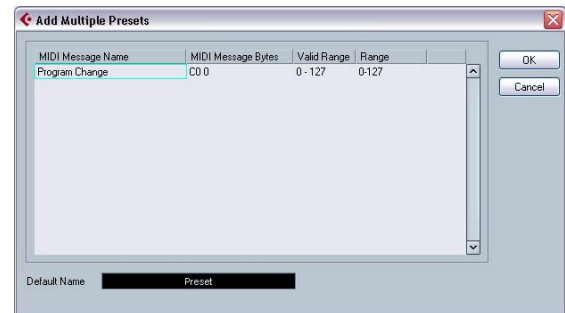 Add Multiple Presets
MIDI Message Name MIDI Message Bytes Valid Range Range
Program Change C0 0 0 - 127 0-127
OK
Cancel
Default Name Preset